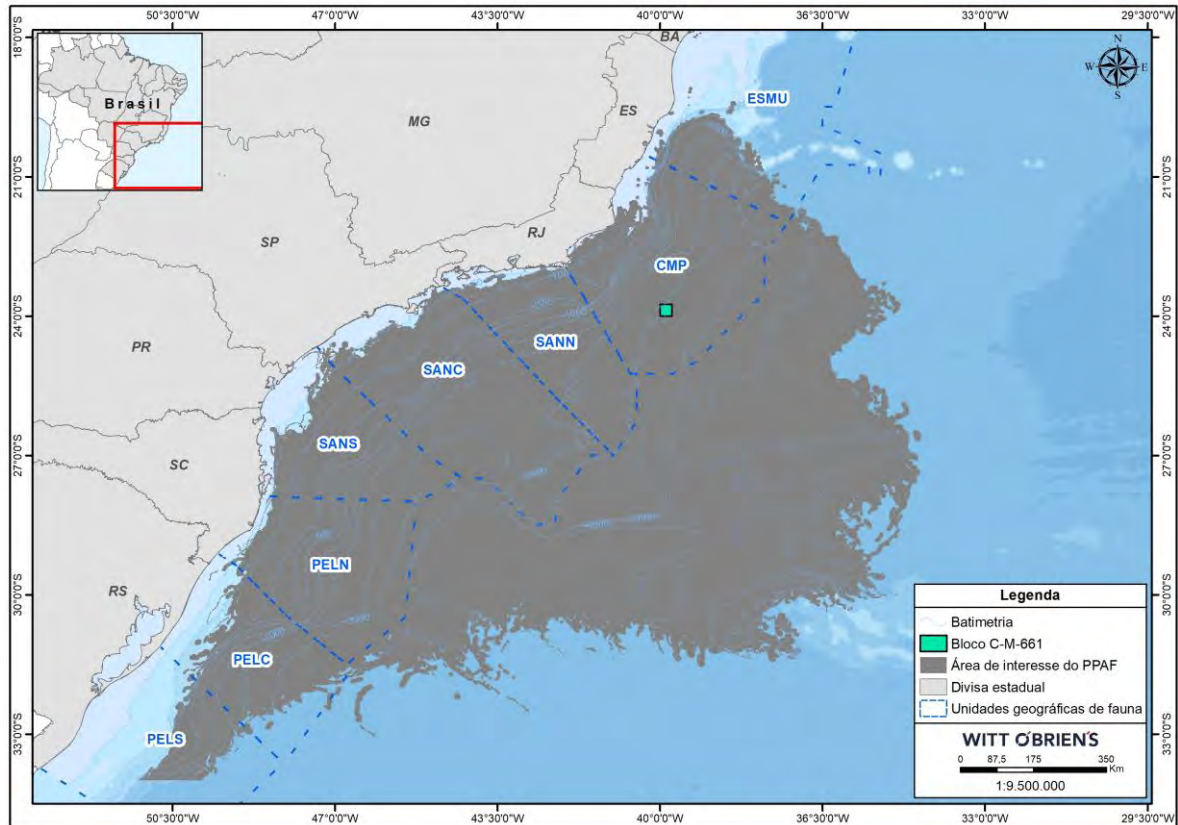 50°30'0"W 47°0'0"W 43°30'0"W 40°0'0"W 36°30'0"W 33°0'0"W 29°30'0"W
18°0'0"S
21°0'0"S
24°0'0"S
27°0'0"S
30°0'0"S
33°0'0"S
Brasil
N
W E
S
BA
ESMU
MG
ES
SP
RJ
CMP
PR
SANN
SANC
SANS
SC
PELN
RS
PELC
PELS
18°0'0"S
21°0'0"S
24°0'0"S
27°0'0"S
30°0'0"S
33°0'0"S
Legenda
Batimetria
Bloco C-M-661
Área de interesse do PPAF
Divisa estadual
Unidades geográficas de fauna
WITT O'BRIEN'S
0 87,5 175 350
Km
1:9.500.000
50°30'0"W 47°0'0"W 43°30'0"W 40°0'0"W 36°30'0"W 33°0'0"W 29°30'0"W